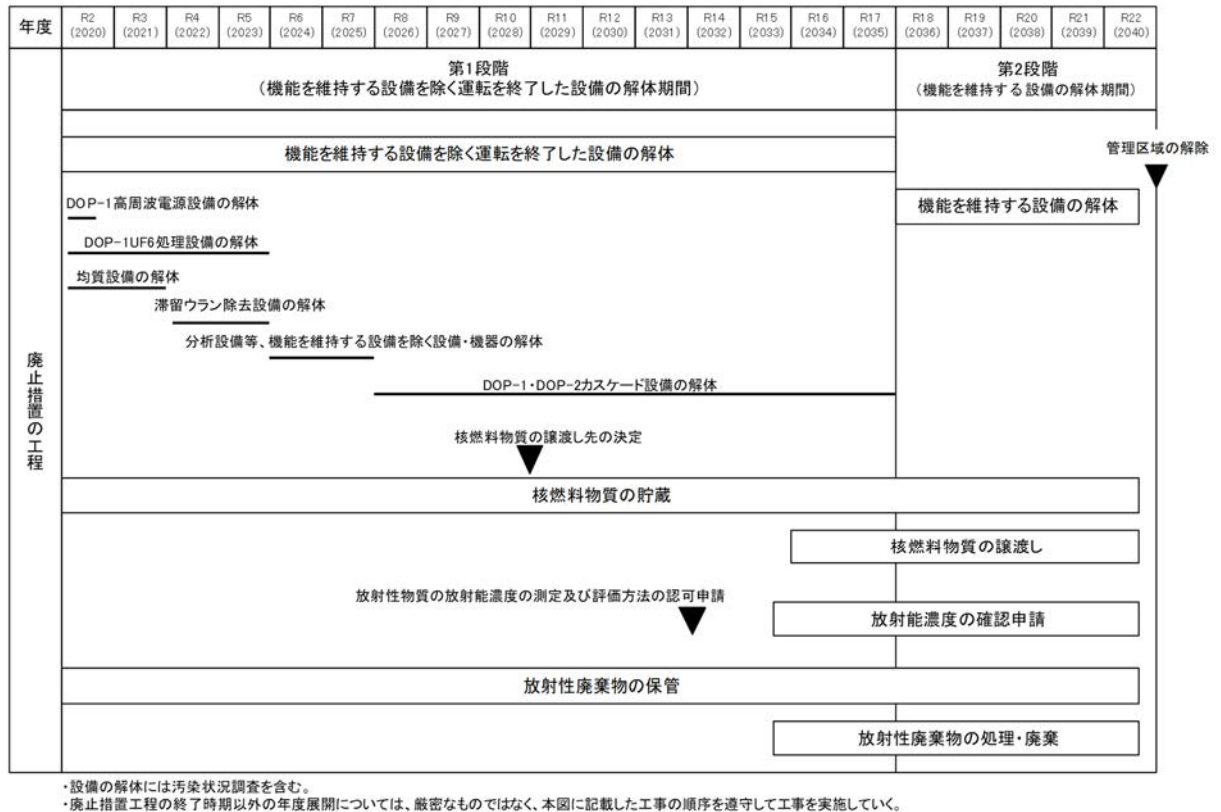 年度
R2 R3 R4 R5 R6 R7 R8 R9 R10 R11 R12 R13 R14 R15 R16 R17 R18 R19 R20 R21 R22
(2020) (2021) (2022) (2023) (2024) (2025) (2026) (2027) (2028) (2029) (2030) (2031) (2032) (2033) (2034) (2035) (2036) (2037) (2038) (2039) (2040)
廃止措置の工程
第1段階
(機能を維持する設備を除く運転を終了した設備の解体期間)
第2段階
(機能を維持する設備の解体期間)
機能を維持する設備を除く運転を終了した設備の解体
管理区域の解除
DOP-1高周波電源設備の解体
機能を維持する設備の解体
DOP-1UF6処理設備の解体
均質設備の解体
滞留ウラン除去設備の解体
分析設備等、機能を維持する設備を除く設備・機器の解体
DOP-1・DOP-2カスケード設備の解体
核燃料物質の譲渡し先の決定
核燃料物質の貯蔵
核燃料物質の譲渡し
放射性物質の放射能濃度の測定及び評価方法の認可申請
放射能濃度の確認申請
放射性廃棄物の保管
放射性廃棄物の処理・廃棄
・設備の解体には汚染状況調査を含む。
・廃止措置工程の終了時期以外の年度展開については、厳密なものではなく、本図に記載した工事の順序を遵守して工事を実施していく。